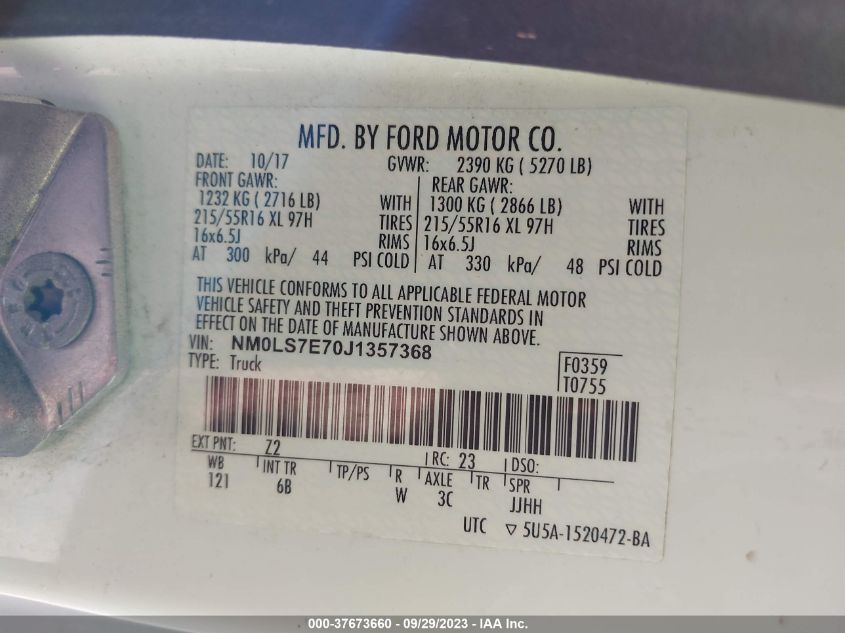 MFD. BY FORD MOTOR CO.
DATE: 10/17 GVWR: 2390 KG ( 5270 LB)
FRONT GAWR: REAR GAWR:
1232 KG ( 2716 LB) WITH 1300 KG ( 2866 LB) WITH
215/55R16 XL 97H TIRES 215/55R16 XL 97H TIRES
16x6.5J RIMS 16x6.5J RIMS
AT 300 kPa/ 44 PSI COLD AT 330 kPa/ 48 PSI COLD
THIS VEHICLE CONFORMS TO ALL APPLICABLE FEDERAL MOTOR
VEHICLE SAFETY AND THEFT PREVENTION STANDARDS IN
EFFECT ON THE DATE OF MANUFACTURE SHOWN ABOVE.
VIN: NM0LS7E70J1357368
TYPE: Truck
F0359
T0755
EXT PNT: Z2 RC: 23 DSO:
WB INT TR TP/PS R AXLE TR SPR
121 6B W 3C JJHH
UTC ▽ 5U5A-1520472-BA
000-37673660 - 09/29/2023 - IAA Inc.